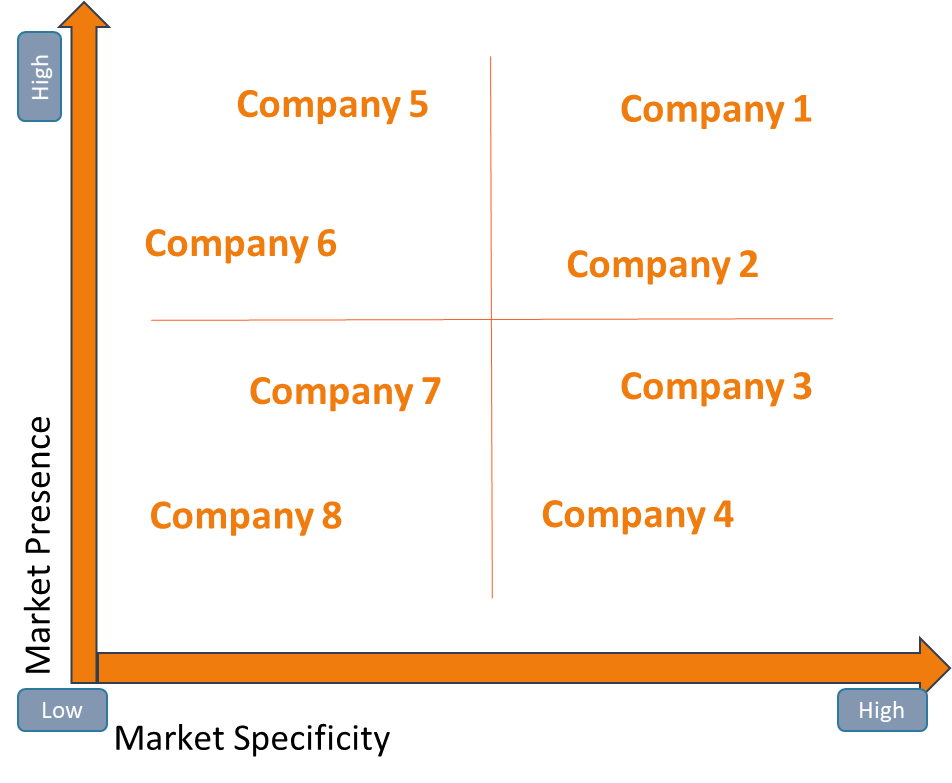 High
Company 5
Company 1
Company 6
Company 2
Company 7
Company 3
Company 8
Company 4
Market Presence
Low
High
Market Specificity